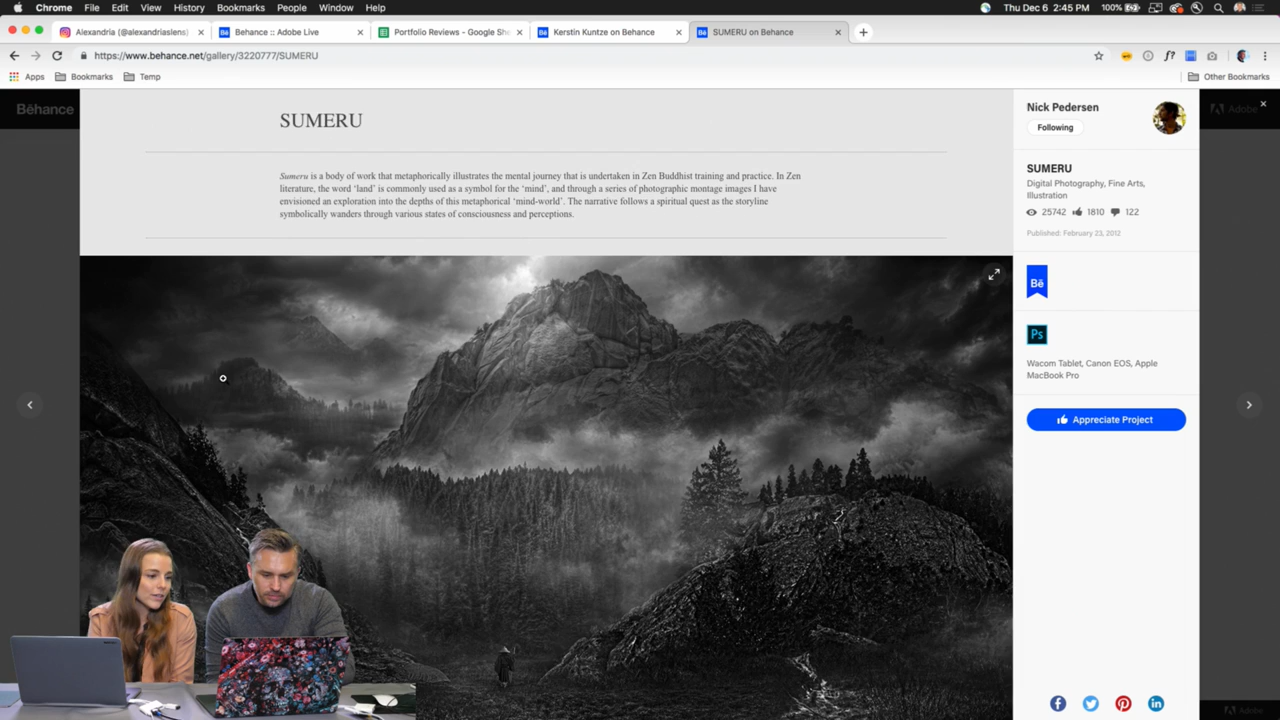 Chrome File Edit View History Bookmarks People Window Help
100% Thu Dec 6 2:45 PM
Alexandria (@alexandriaslens)
Behance :: Adobe Live
Portfolio Reviews - Google She
Kerstin Kuntze on Behance
SUMERU on Behance
https://www.behance.net/gallery/3220777/SUMERU
f?
Apps Bookmarks Temp
Other Bookmarks
Bēhance
Adobe
SUMERU
Sumeru is a body of work that metaphorically illustrates the mental journey that is undertaken in Zen Buddhist training and practice. In Zen
literature, the word ‘land’ is commonly used as a symbol for the ‘mind’, and through a series of photographic montage images I have
envisioned an exploration into the depths of this metaphorical ‘mind-world’. The narrative follows a spiritual quest as the storyline
symbolically wanders through various states of consciousness and perceptions.
Nick Pedersen
Following
SUMERU
Digital Photography, Fine Arts,
Illustration
25742 1810 122
Published: February 23, 2012
Bē
Ps
Wacom Tablet, Canon EOS, Apple
MacBook Pro
Appreciate Project
Adobe